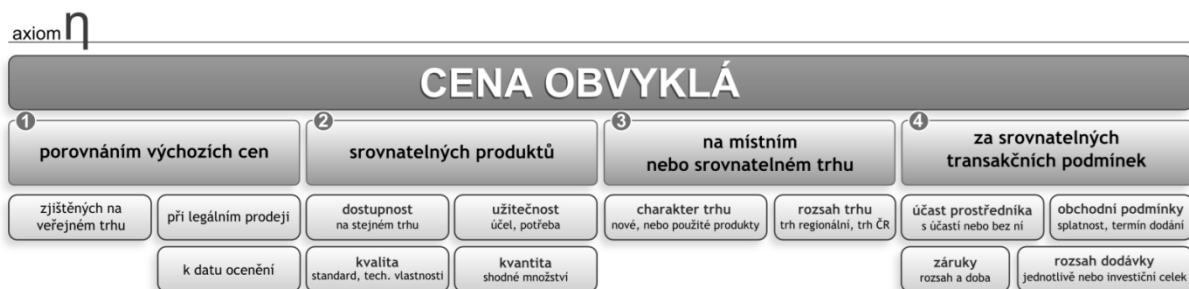 axiom η
CENA OBVYKLÁ
1
porovnáním výchozích cen
2
srovnatelných produktů
3
na místním
nebo srovnatelném trhu
4
za srovnatelných
transakčních podmínek
zjištěných na
veřejném trhu
při legálním prodeji
k datu ocenění
dostupnost
na stejném trhu
užitečnost
účel, potřeba
kvalita
standard, tech. vlastnosti
kvantita
shodné množství
charakter trhu
nové, nebo použité produkty
rozsah trhu
trh regionální, trh ČR
účast prostředníka
s účastí nebo bez ní
obchodní podmínky
splatnost, termín dodání
záruky
rozsah a doba
rozsah dodávky
jednotlivě nebo investiční celek